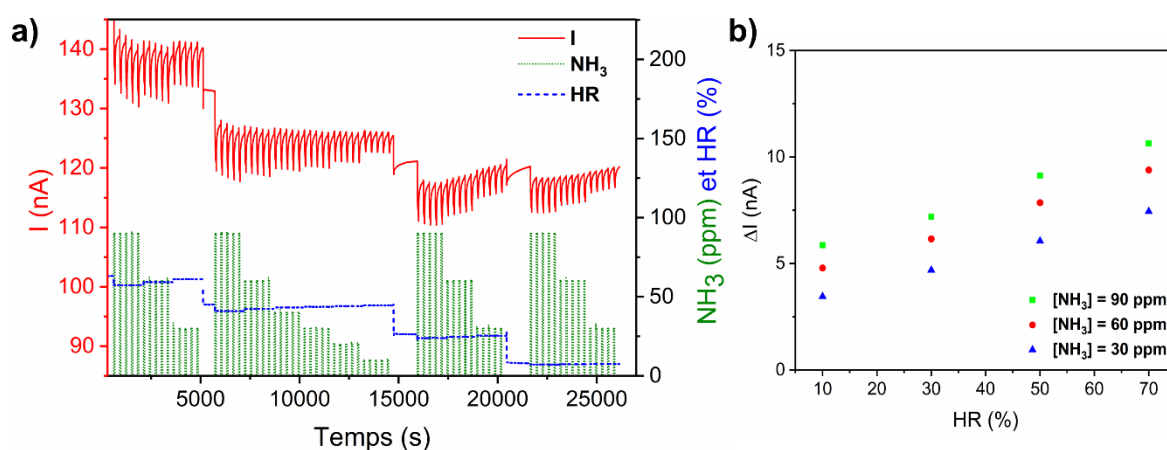 a)
I
NH₃
HR
140
130
120
110
100
90
I (nA)
200
150
100
50
0
NH₃ (ppm) et HR (%)
5000 10000 15000 20000 25000
Temps (s)
b)
15
10
5
0
ΔI (nA)
[NH₃] = 90 ppm
[NH₃] = 60 ppm
[NH₃] = 30 ppm
10 20 30 40 50 60 70
HR (%)